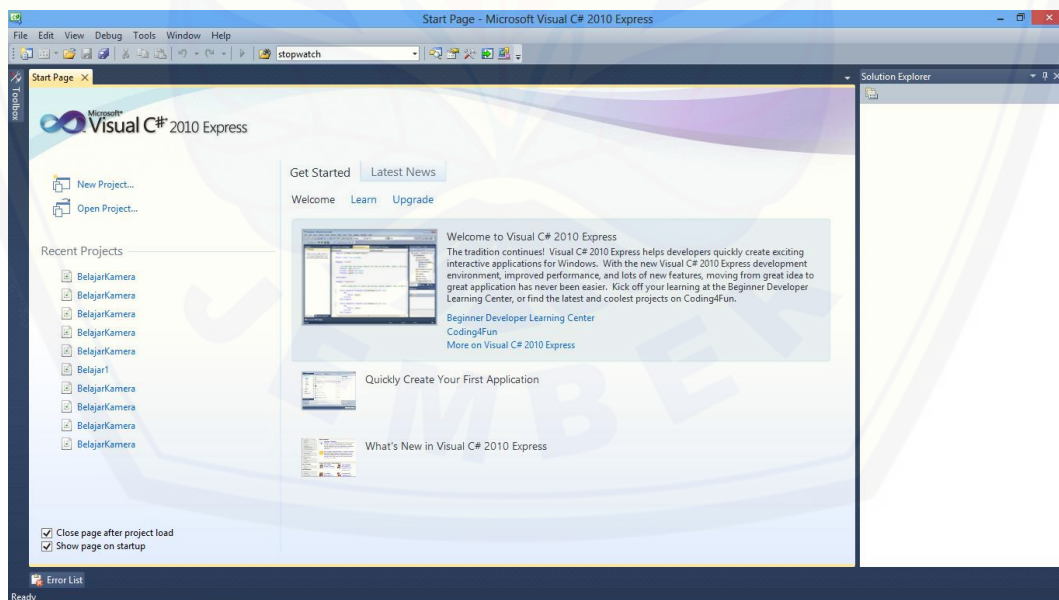 Start Page - Microsoft Visual C# 2010 Express
File Edit View Debug Tools Window Help
stopwatch
Toolbox
Start Page
Solution Explorer
Microsoft
Visual C# 2010 Express
New Project...
Open Project...
Recent Projects
BelajarKamera
BelajarKamera
BelajarKamera
BelajarKamera
BelajarKamera
Belajar1
BelajarKamera
BelajarKamera
BelajarKamera
BelajarKamera
Close page after project load
Show page on startup
Get Started Latest News
Welcome Learn Upgrade
Welcome to Visual C# 2010 Express
The tradition continues! Visual C# 2010 Express helps developers quickly create exciting
interactive applications for Windows. With the new Visual C# 2010 Express development
environment, improved performance, and lots of new features, moving from great idea to
great application has never been easier. Kick off your learning at the Beginner Developer
Learning Center, or find the latest and coolest projects on Coding4Fun.
Beginner Developer Learning Center
Coding4Fun
More on Visual C# 2010 Express
Quickly Create Your First Application
What's New in Visual C# 2010 Express
JEMBER
Error List
Ready